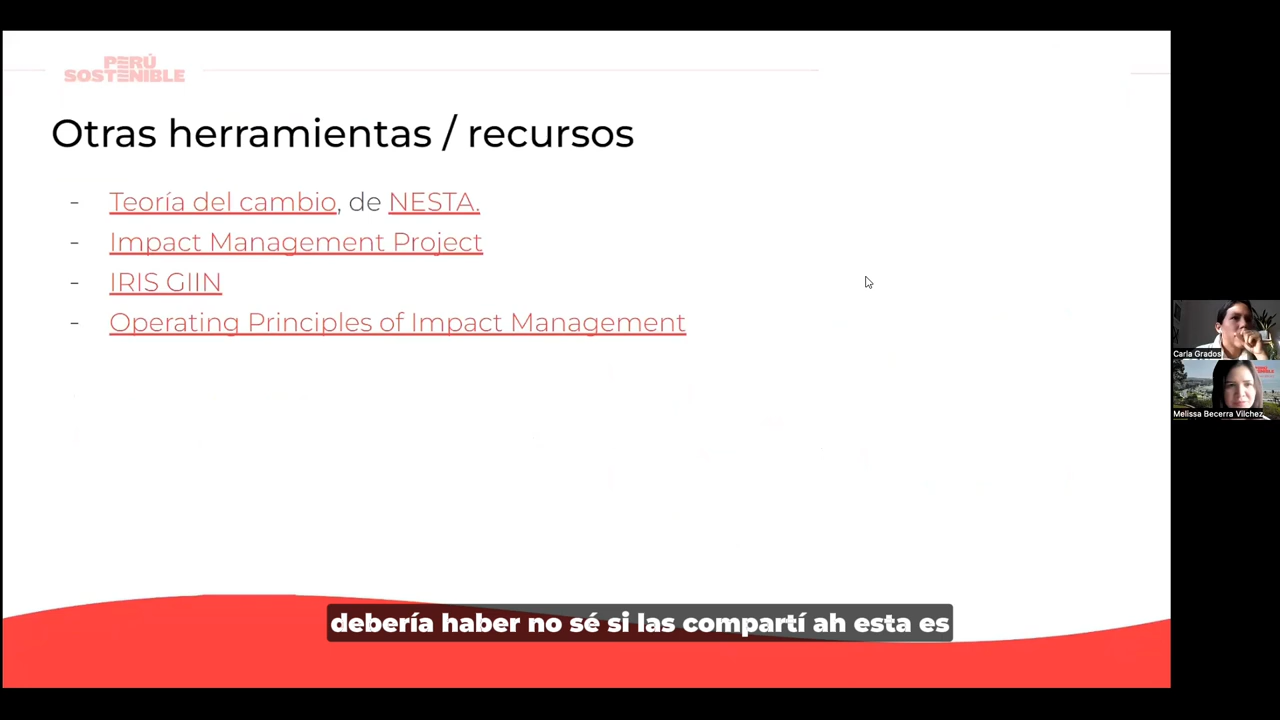 PERÚ
SOSTENIBLE
Otras herramientas / recursos
- Teoría del cambio, de NESTA.
- Impact Management Project
- IRIS GIIN
- Operating Principles of Impact Management
Carla Grados
Melissa Becerra Vilchez
debería haber no sé si las compartí ah esta es